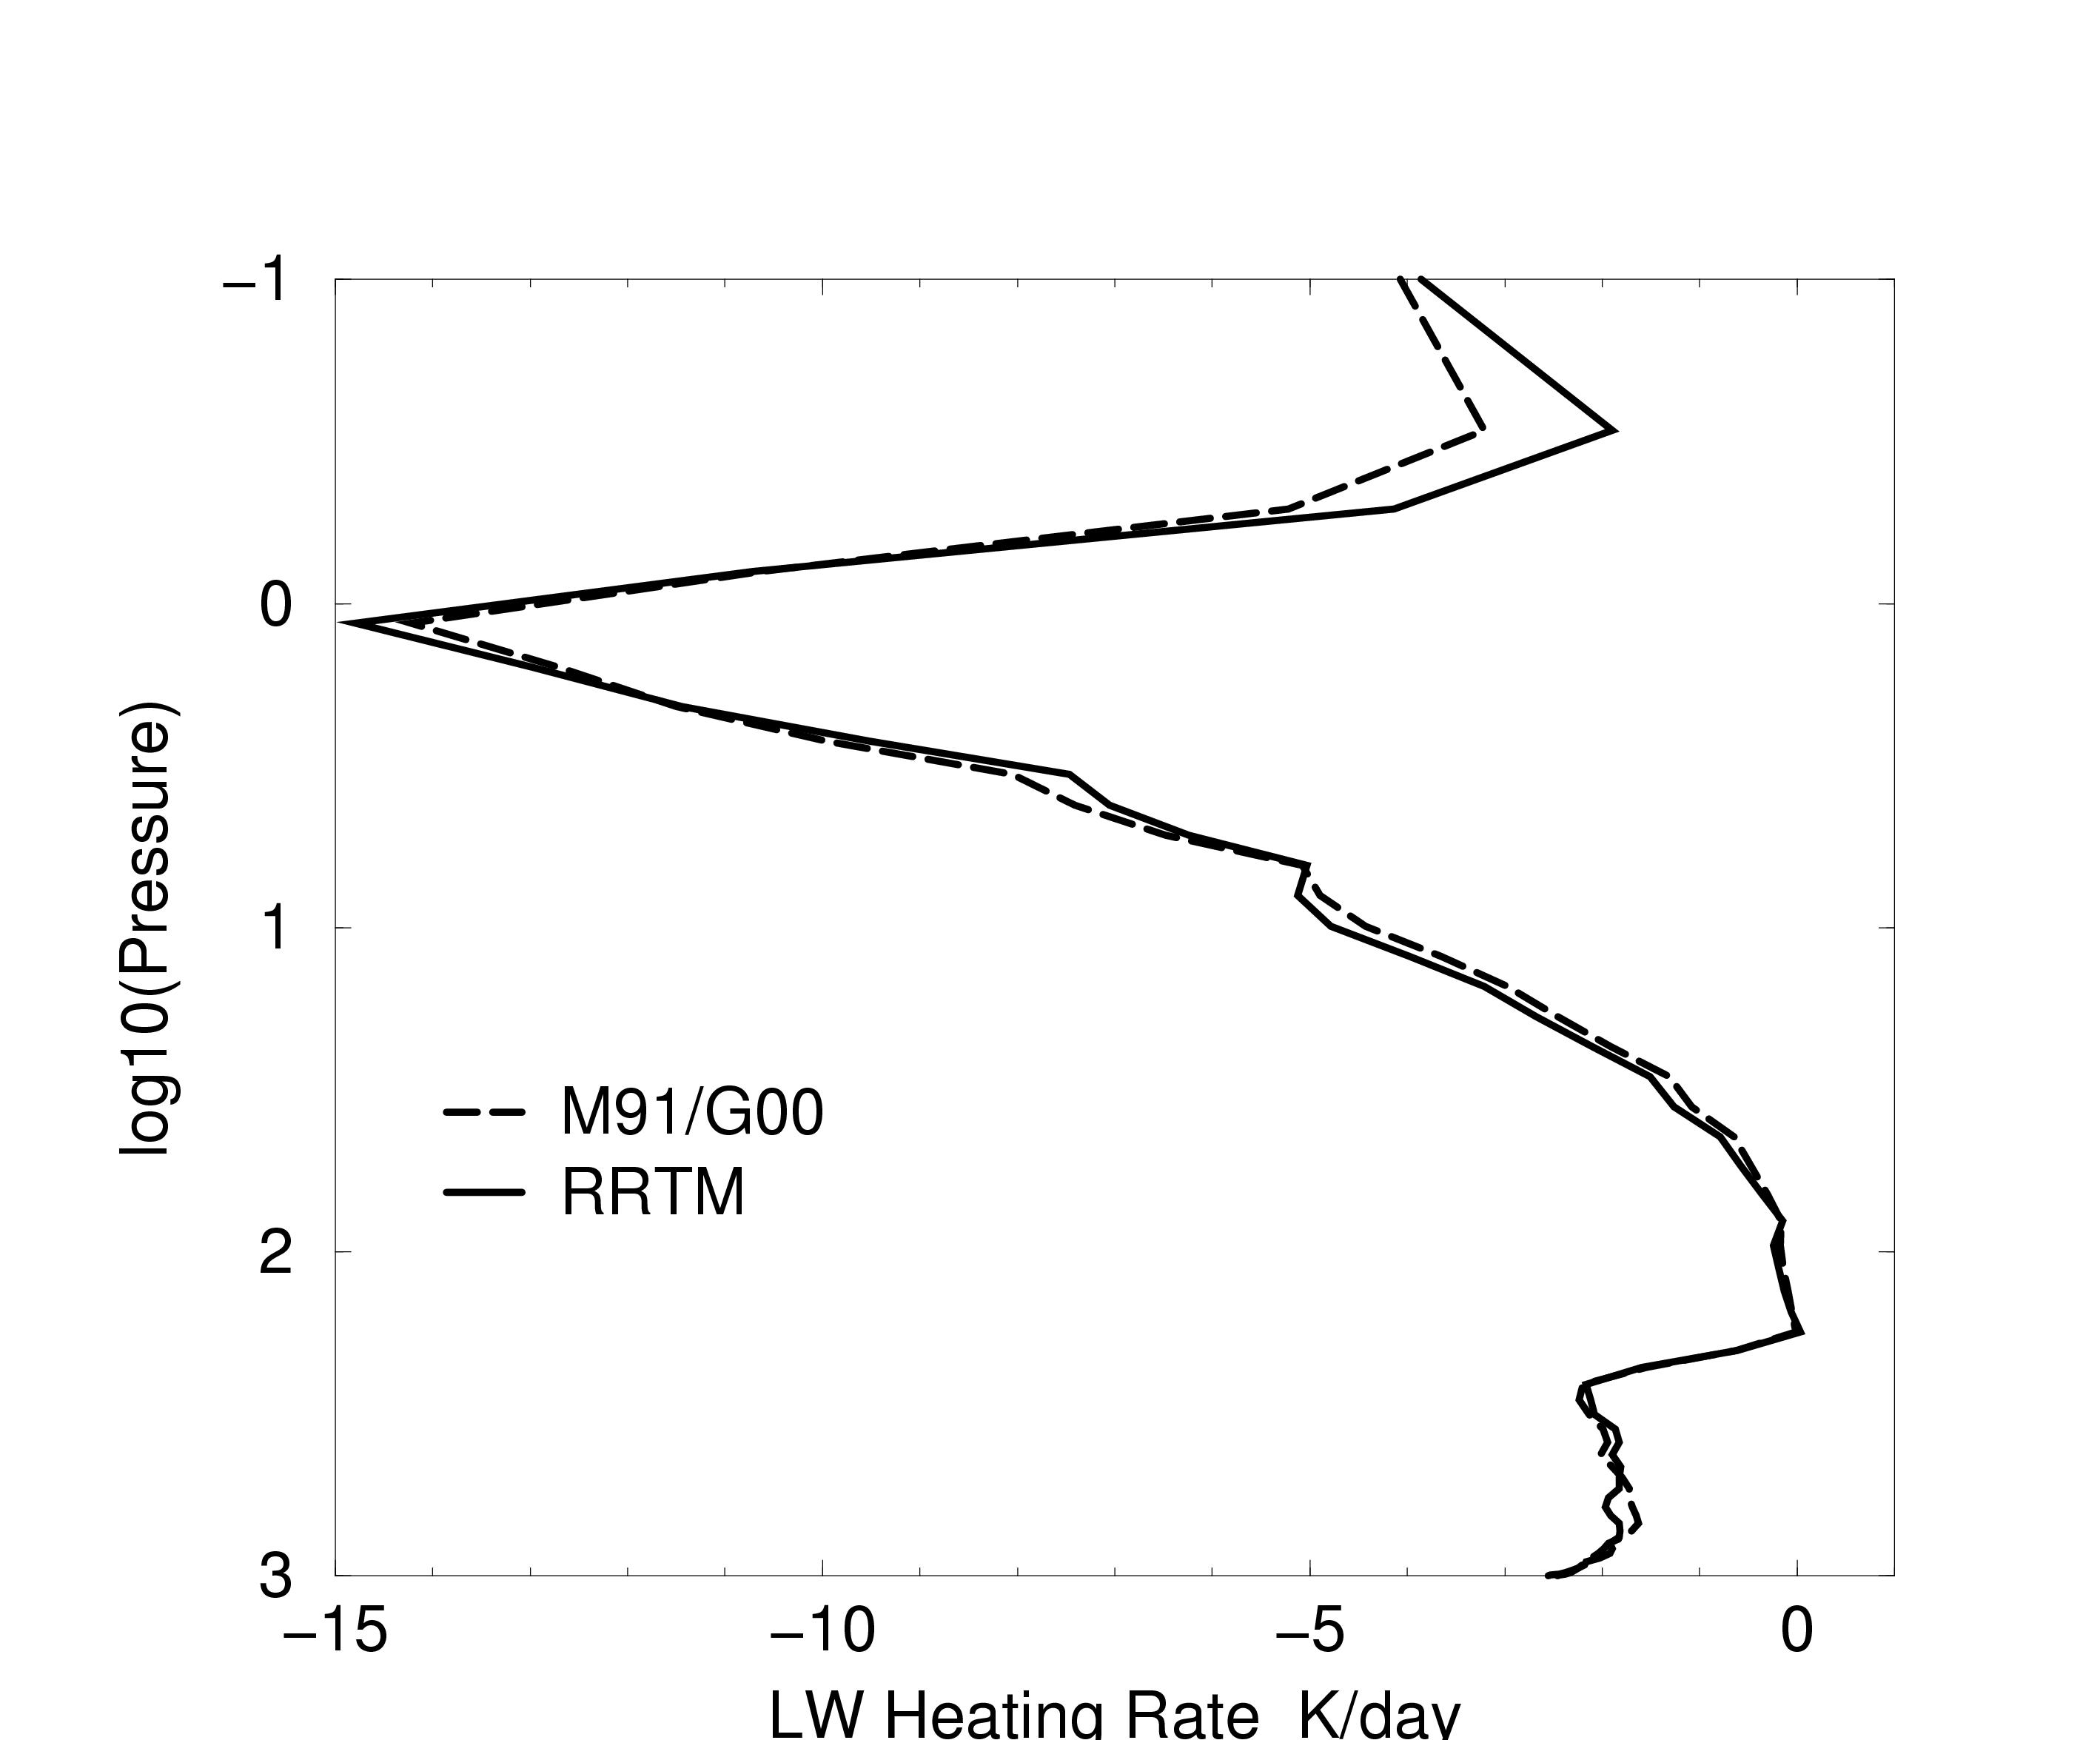 −1
0
1
2
3
log10(Pressure)
M91/G00
RRTM
−15 −10 −5 0
LW Heating Rate K/day